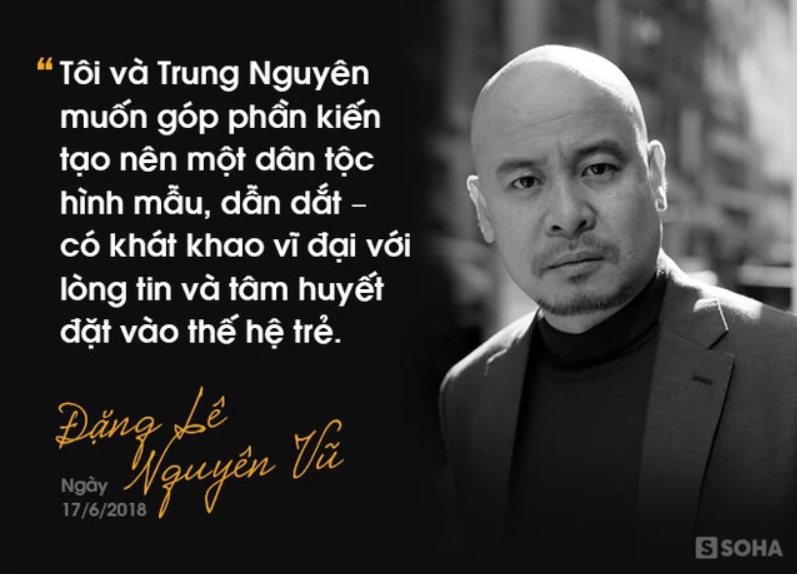 “ Tôi và Trung Nguyên
muốn góp phần kiến
tạo nên một dân tộc
hình mẫu, dẫn dắt –
có khát khao vĩ đại với
lòng tin và tâm huyết
đặt vào thế hệ trẻ.
Đặng Lê
Nguyên Vũ
Ngày
17/6/2018
S SOHA